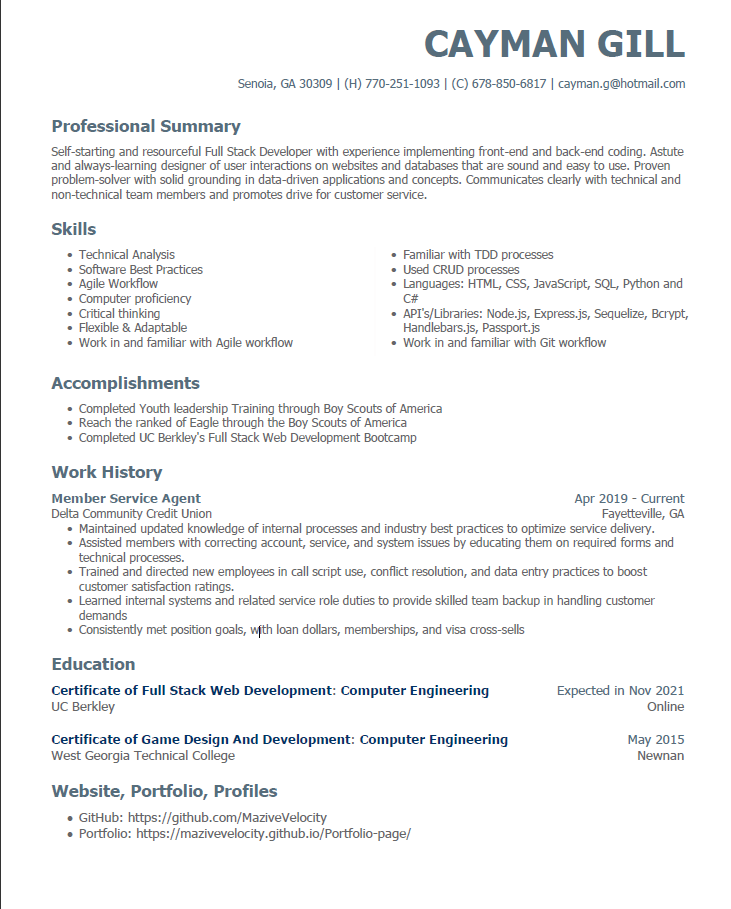 CAYMAN GILL
Senoia, GA 30309 | (H) 770-251-1093 | (C) 678-850-6817 | cayman.g@hotmail.com
Professional Summary
Self-starting and resourceful Full Stack Developer with experience implementing front-end and back-end coding. Astute
and always-learning designer of user interactions on websites and databases that are sound and easy to use. Proven
problem-solver with solid grounding in data-driven applications and concepts. Communicates clearly with technical and
non-technical team members and promotes drive for customer service.
Skills
• Technical Analysis
• Software Best Practices
• Agile Workflow
• Computer proficiency
• Critical thinking
• Flexible & Adaptable
• Work in and familiar with Agile workflow
• Familiar with TDD processes
• Used CRUD processes
• Languages: HTML, CSS, JavaScript, SQL, Python and
C#
• API's/Libraries: Node.js, Express.js, Sequelize, Bcrypt,
Handlebars.js, Passport.js
• Work in and familiar with Git workflow
Accomplishments
• Completed Youth leadership Training through Boy Scouts of America
• Reach the ranked of Eagle through the Boy Scouts of America
• Completed UC Berkley's Full Stack Web Development Bootcamp
Work History
Member Service Agent Apr 2019 - Current
Delta Community Credit Union Fayetteville, GA
• Maintained updated knowledge of internal processes and industry best practices to optimize service delivery.
• Assisted members with correcting account, service, and system issues by educating them on required forms and
technical processes.
• Trained and directed new employees in call script use, conflict resolution, and data entry practices to boost
customer satisfaction ratings.
• Learned internal systems and related service role duties to provide skilled team backup in handling customer
demands
• Consistently met position goals, with loan dollars, memberships, and visa cross-sells
Education
Certificate of Full Stack Web Development: Computer Engineering Expected in Nov 2021
UC Berkley Online
Certificate of Game Design And Development: Computer Engineering May 2015
West Georgia Technical College Newnan
Website, Portfolio, Profiles
• GitHub: https://github.com/MaziveVelocity
• Portfolio: https://mazivevelocity.github.io/Portfolio-page/